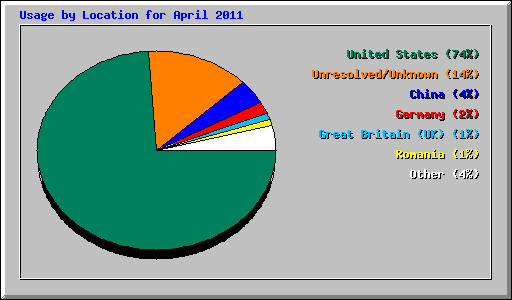 Usage by Location for April 2011
United States (74%)
Unresolved/Unknown (14%)
China (4%)
Germany (2%)
Great Britain (UK) (1%)
Romania (1%)
Other (4%)